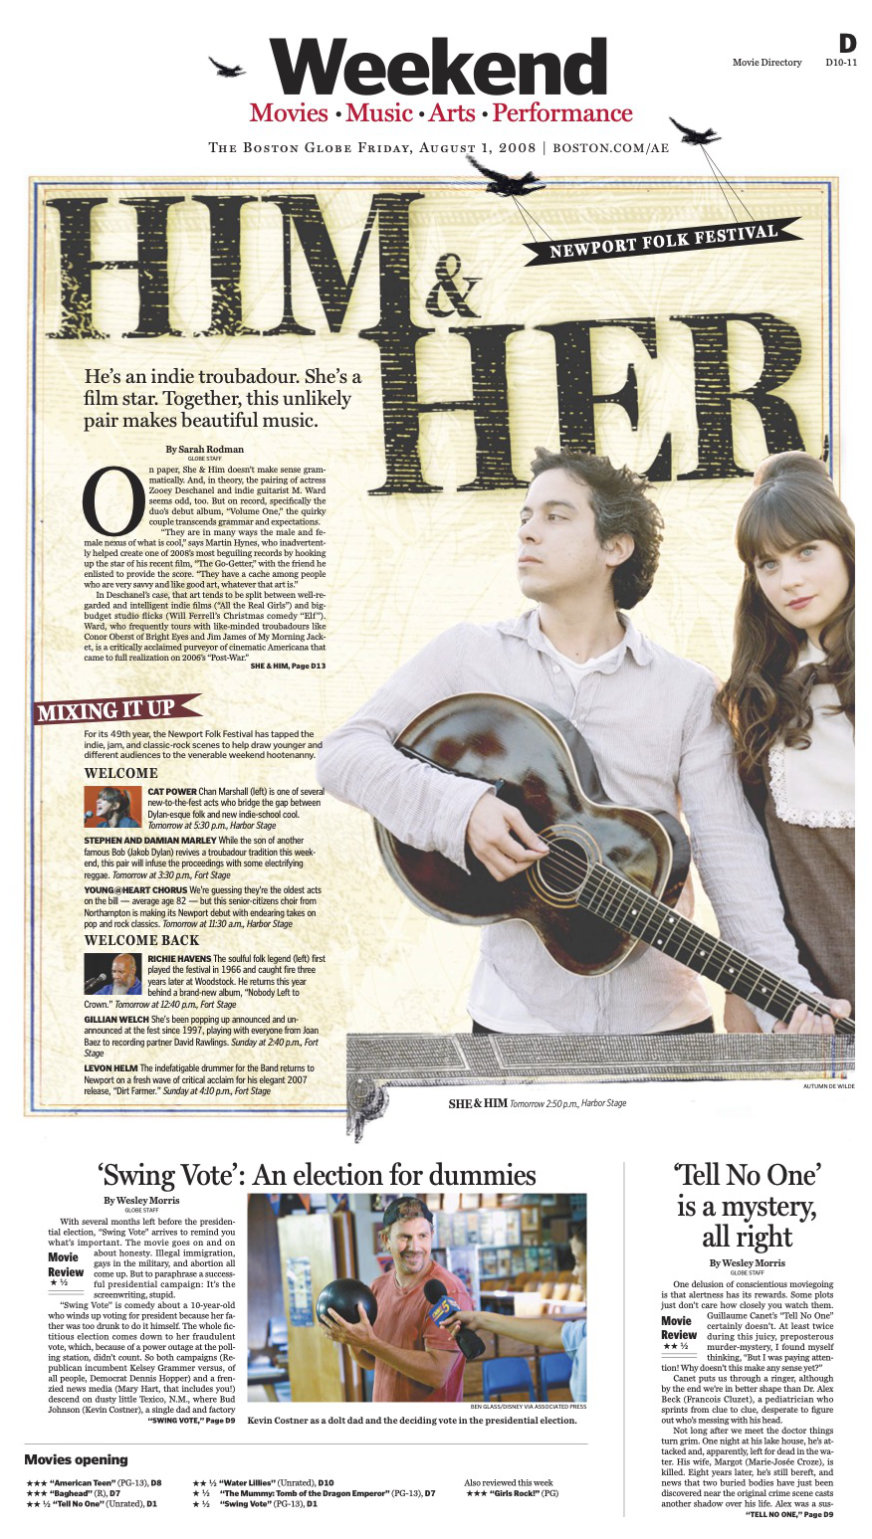 Weekend
D
Movie Directory D10-11
Movies • Music • Arts • Performance
THE BOSTON GLOBE FRIDAY, AUGUST 1, 2008 | BOSTON.COM/AE
NEWPORT FOLK FESTIVAL
HIM
&
HER
He's an indie troubadour. She's a
film star. Together, this unlikely
pair makes beautiful music.
By Sarah Rodman
GLOBE STAFF
On paper, She & Him doesn't make sense gram-
matically. And, in theory, the pairing of actress
Zooey Deschanel and indie guitarist M. Ward
seems odd, too. But on record, specifically the
duo's debut album, "Volume One," the quirky
couple transcends grammar and expectations.
"They are in many ways the male and fe-
male nexus of what is cool," says Martin Hynes, who inadvertent-
ly helped create one of 2008's most beguiling records by hooking
up the star of his recent film, "The Go-Getter," with the friend he
enlisted to provide the score. "They have a cache among people
who are very savvy and like good art, whatever that art is."
In Deschanel's case, that art tends to be split between well-re-
garded and intelligent indie films ("All the Real Girls") and big-
budget studio flicks (Will Ferrell's Christmas comedy "Elf").
Ward, who frequently tours with like-minded troubadours like
Conor Oberst of Bright Eyes and Jim James of My Morning Jack-
et, is a critically acclaimed purveyor of cinematic Americana that
came to full realization on 2006's "Post-War."
SHE & HIM, Page D13
MIXING IT UP
For its 49th year, the Newport Folk Festival has tapped the
indie, jam, and classic-rock scenes to help draw younger and
different audiences to the venerable weekend hootenanny.
WELCOME
CAT POWER Chan Marshall (left) is one of several
new-to-the-fest acts who bridge the gap between
Dylan-esque folk and new indie-school cool.
Tomorrow at 5:30 p.m., Harbor Stage
STEPHEN AND DAMIAN MARLEY While the son of another
famous Bob (Jakob Dylan) revives a troubadour tradition this week-
end, this pair will infuse the proceedings with some electrifying
reggae. Tomorrow at 3:30 p.m., Fort Stage
YOUNG@HEART CHORUS We're guessing they're the oldest acts
on the bill — average age 82 — but this senior-citizens choir from
Northampton is making its Newport debut with endearing takes on
pop and rock classics. Tomorrow at 11:30 a.m., Harbor Stage
WELCOME BACK
RICHIE HAVENS The soulful folk legend (left) first
played the festival in 1966 and caught fire three
years later at Woodstock. He returns this year
behind a brand-new album, "Nobody Left to
Crown." Tomorrow at 12:40 p.m., Fort Stage
GILLIAN WELCH She's been popping up announced and un-
announced at the fest since 1997, playing with everyone from Joan
Baez to recording partner David Rawlings. Sunday at 2:40 p.m., Fort
Stage
LEVON HELM The indefatigable drummer for the Band returns to
Newport on a fresh wave of critical acclaim for his elegant 2007
release, "Dirt Farmer." Sunday at 4:10 p.m., Fort Stage
AUTUMN DE WILDE
SHE & HIM Tomorrow 2:50 p.m., Harbor Stage
'Swing Vote': An election for dummies
By Wesley Morris
GLOBE STAFF
With several months left before the presiden-
tial election, "Swing Vote" arrives to remind you
what's important. The movie goes on and on
about honesty. Illegal immigration,
gays in the military, and abortion all
come up. But to paraphrase a success-
ful presidential campaign: It's the
screenwriting, stupid.
Movie
Review
★ ½
"Swing Vote" is comedy about a 10-year-old
who winds up voting for president because her fa-
ther was too drunk to do it himself. The whole fic-
titious election comes down to her fraudulent
vote, which, because of a power outage at the poll-
ing station, didn't count. So both campaigns (Re-
publican incumbent Kelsey Grammer versus, of
all people, Democrat Dennis Hopper) and a fren-
zied news media (Mary Hart, that includes you!)
descend on dusty little Texico, N.M., where Bud
Johnson (Kevin Costner), a single dad and factory
"SWING VOTE," Page D9
5
BEN GLASS/DISNEY VIA ASSOCIATED PRESS
Kevin Costner as a dolt dad and the deciding vote in the presidential election.
'Tell No One'
is a mystery,
all right
By Wesley Morris
GLOBE STAFF
One delusion of conscientious moviegoing
is that alertness has its rewards. Some plots
just don't care how closely you watch them.
Guillaume Canet's "Tell No One"
certainly doesn't. At least twice
during this juicy, preposterous
murder-mystery, I found myself
thinking, "But I was paying atten-
tion! Why doesn't this make any sense yet?"
Movie
Review
★★ ½
Canet puts us through a ringer, although
by the end we're in better shape than Dr. Alex
Beck (Francois Cluzet), a pediatrician who
sprints from clue to clue, desperate to figure
out who's messing with his head.
Not long after we meet the doctor things
turn grim. One night at his lake house, he's at-
tacked and, apparently, left for dead in the wa-
ter. His wife, Margot (Marie-Josée Croze), is
killed. Eight years later, he's still bereft, and
news that two buried bodies have just been
discovered near the original crime scene casts
another shadow over his life. Alex was a sus-
"TELL NO ONE," Page D9
Movies opening
★★★ "American Teen" (PG-13), D8
★★★ "Baghead" (R), D7
★★ ½ "Tell No One" (Unrated), D1
★★ ½ "Water Lillies" (Unrated), D10
★ ½ "The Mummy: Tomb of the Dragon Emperor" (PG-13), D7
★ ½ "Swing Vote" (PG-13), D1
Also reviewed this week
★★★ "Girls Rock!" (PG)